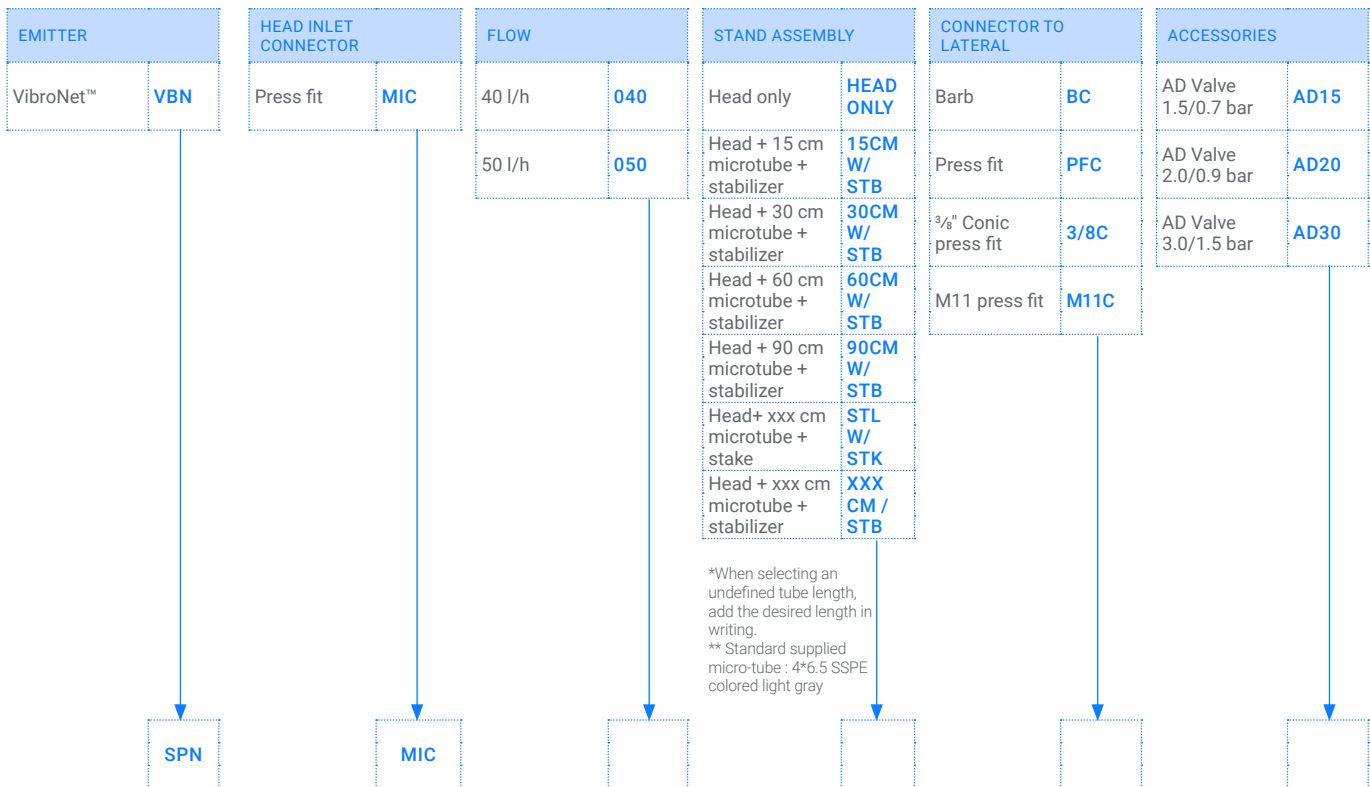 EMITTER
VibroNet™ VBN
HEAD INLET
CONNECTOR
Press fit MIC
FLOW
40 l/h 040
50 l/h 050
STAND ASSEMBLY
Head only
HEAD
ONLY
Head + 15 cm
microtube +
stabilizer
15CM
W/
STB
Head + 30 cm
microtube +
stabilizer
30CM
W/
STB
Head + 60 cm
microtube +
stabilizer
60CM
W/
STB
Head + 90 cm
microtube +
stabilizer
90CM
W/
STB
Head+ xxx cm
microtube +
stake
STL
W/
STK
Head + xxx cm
microtube +
stabilizer
XXX
CM /
STB
*When selecting an
undefined tube length,
add the desired length in
writing.
** Standard supplied
micro-tube : 4*6.5 SSPE
colored light gray
CONNECTOR TO
LATERAL
Barb BC
Press fit PFC
³⁄₈" Conic
press fit
3/8C
M11 press fit M11C
ACCESSORIES
AD Valve
1.5/0.7 bar
AD15
AD Valve
2.0/0.9 bar
AD20
AD Valve
3.0/1.5 bar
AD30
SPN
MIC